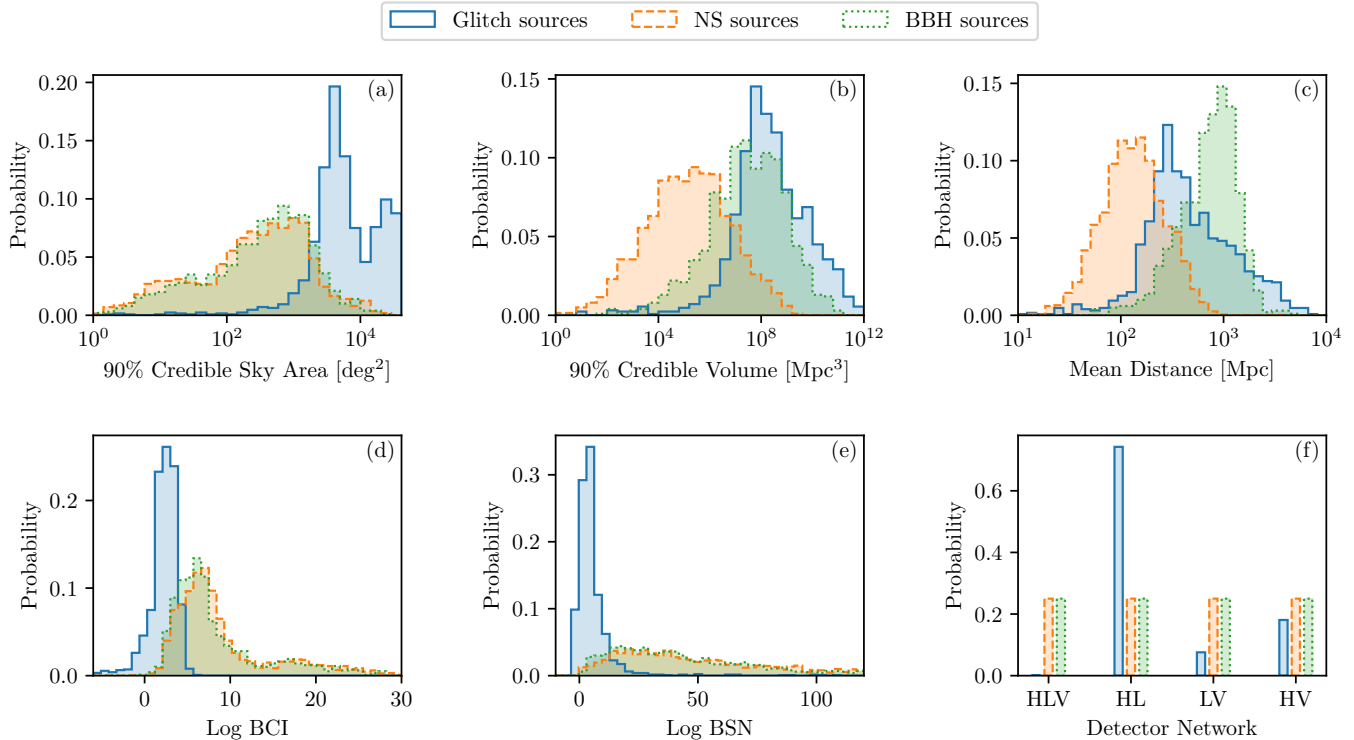 Glitch sources NS sources BBH sources
(a) (b) (c)
0.20
0.15
0.10
0.05
0.00
Probability
10^0 10^2 10^4
90% Credible Sky Area [deg^2]
0.15
0.10
0.05
0.00
Probability
10^2 10^4 10^6 10^8 10^10 10^12
90% Credible Volume [Mpc^3]
0.15
0.10
0.05
0.00
Probability
10^1 10^2 10^3 10^4
Mean Distance [Mpc]
(d) (e) (f)
0.2
0.1
0.0
Probability
0 10 20 30
Log BCI
0.3
0.2
0.1
0.0
Probability
0 50 100
Log BSN
0.6
0.4
0.2
0.0
Probability
HLV HL LV HV
Detector Network